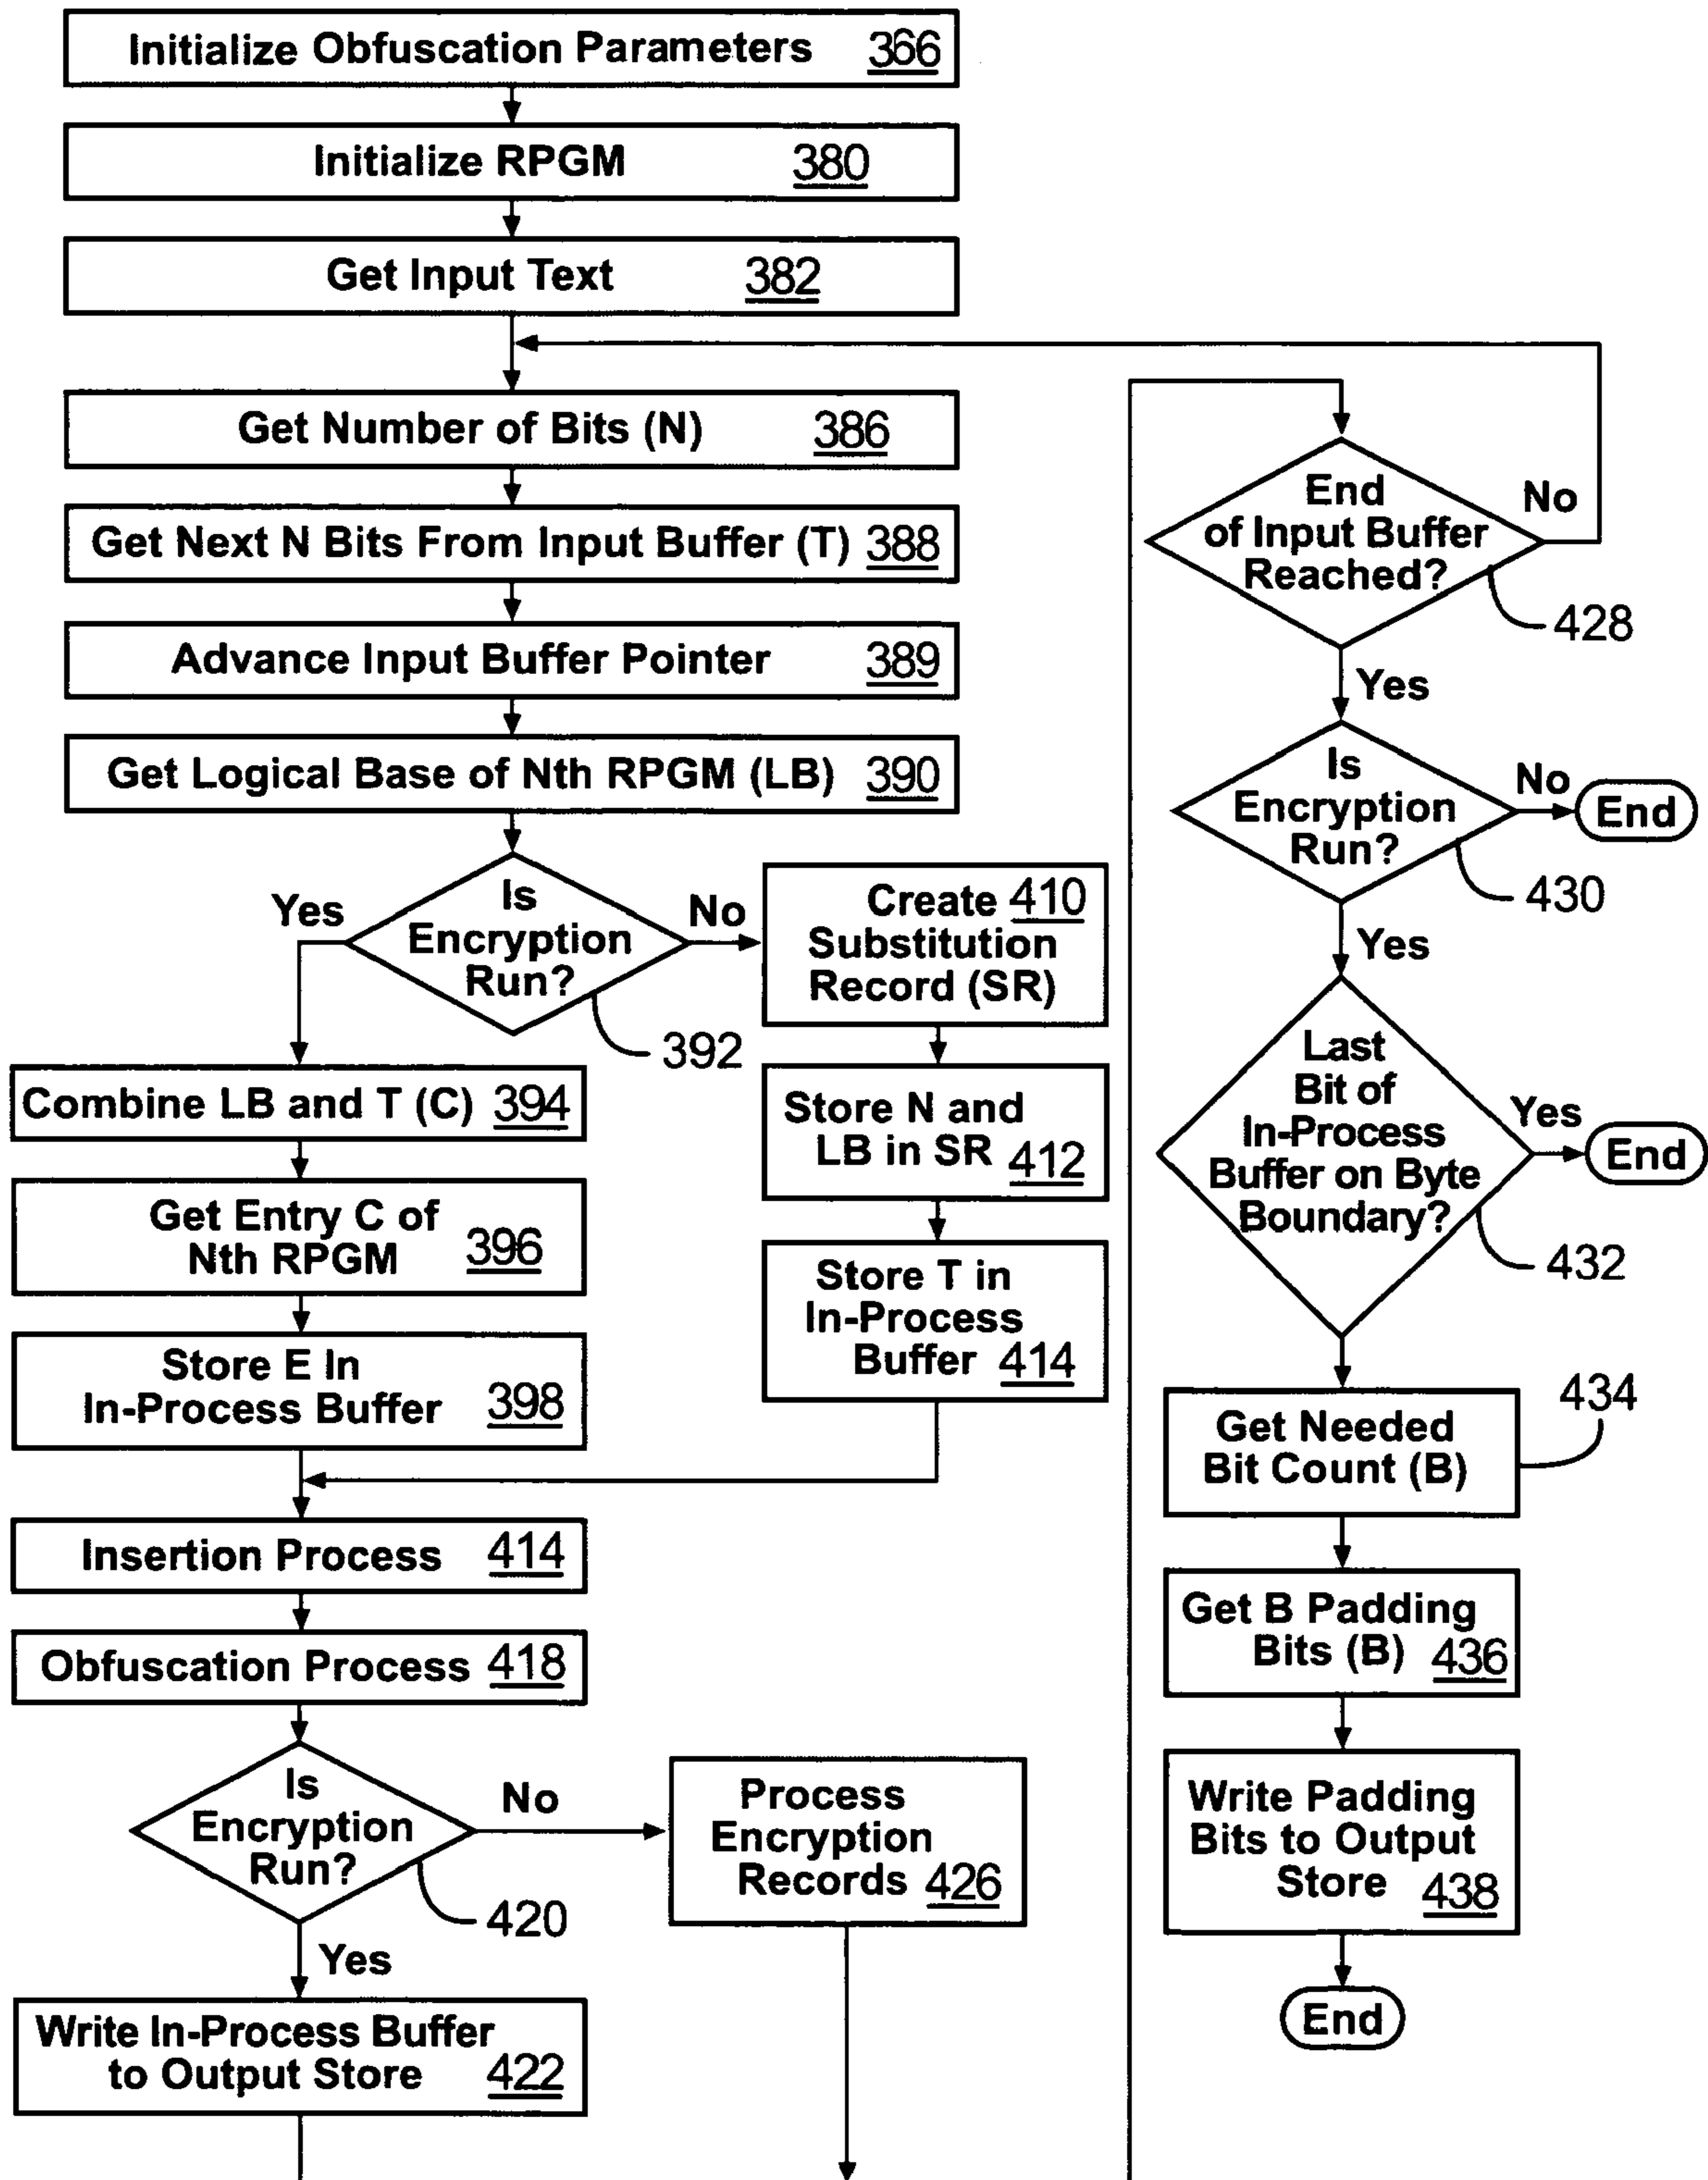 Initialize Obfuscation Parameters 366
Initialize RPGM 380
Get Input Text 382
Get Number of Bits (N) 386
Get Next N Bits From Input Buffer (T) 388
Advance Input Buffer Pointer 389
Get Logical Base of Nth RPGM (LB) 390
Is
Encryption
Run?
Yes
No
392
Create 410
Substitution
Record (SR)
Combine LB and T (C) 394
Store N and
LB in SR 412
Get Entry C of
Nth RPGM 396
Store T in
In-Process
Buffer 414
Store E In
In-Process Buffer 398
Insertion Process 414
Obfuscation Process 418
Is
Encryption
Run?
No
420
Yes
Process
Encryption
Records 426
Write In-Process Buffer
to Output Store 422
End
of Input Buffer
Reached?
No
428
Yes
Is
Encryption
Run?
No
End
430
Yes
Last
Bit of
In-Process
Buffer on Byte
Boundary?
Yes
End
432
Get Needed
Bit Count (B)
434
Get B Padding
Bits (B) 436
Write Padding
Bits to Output
Store 438
End